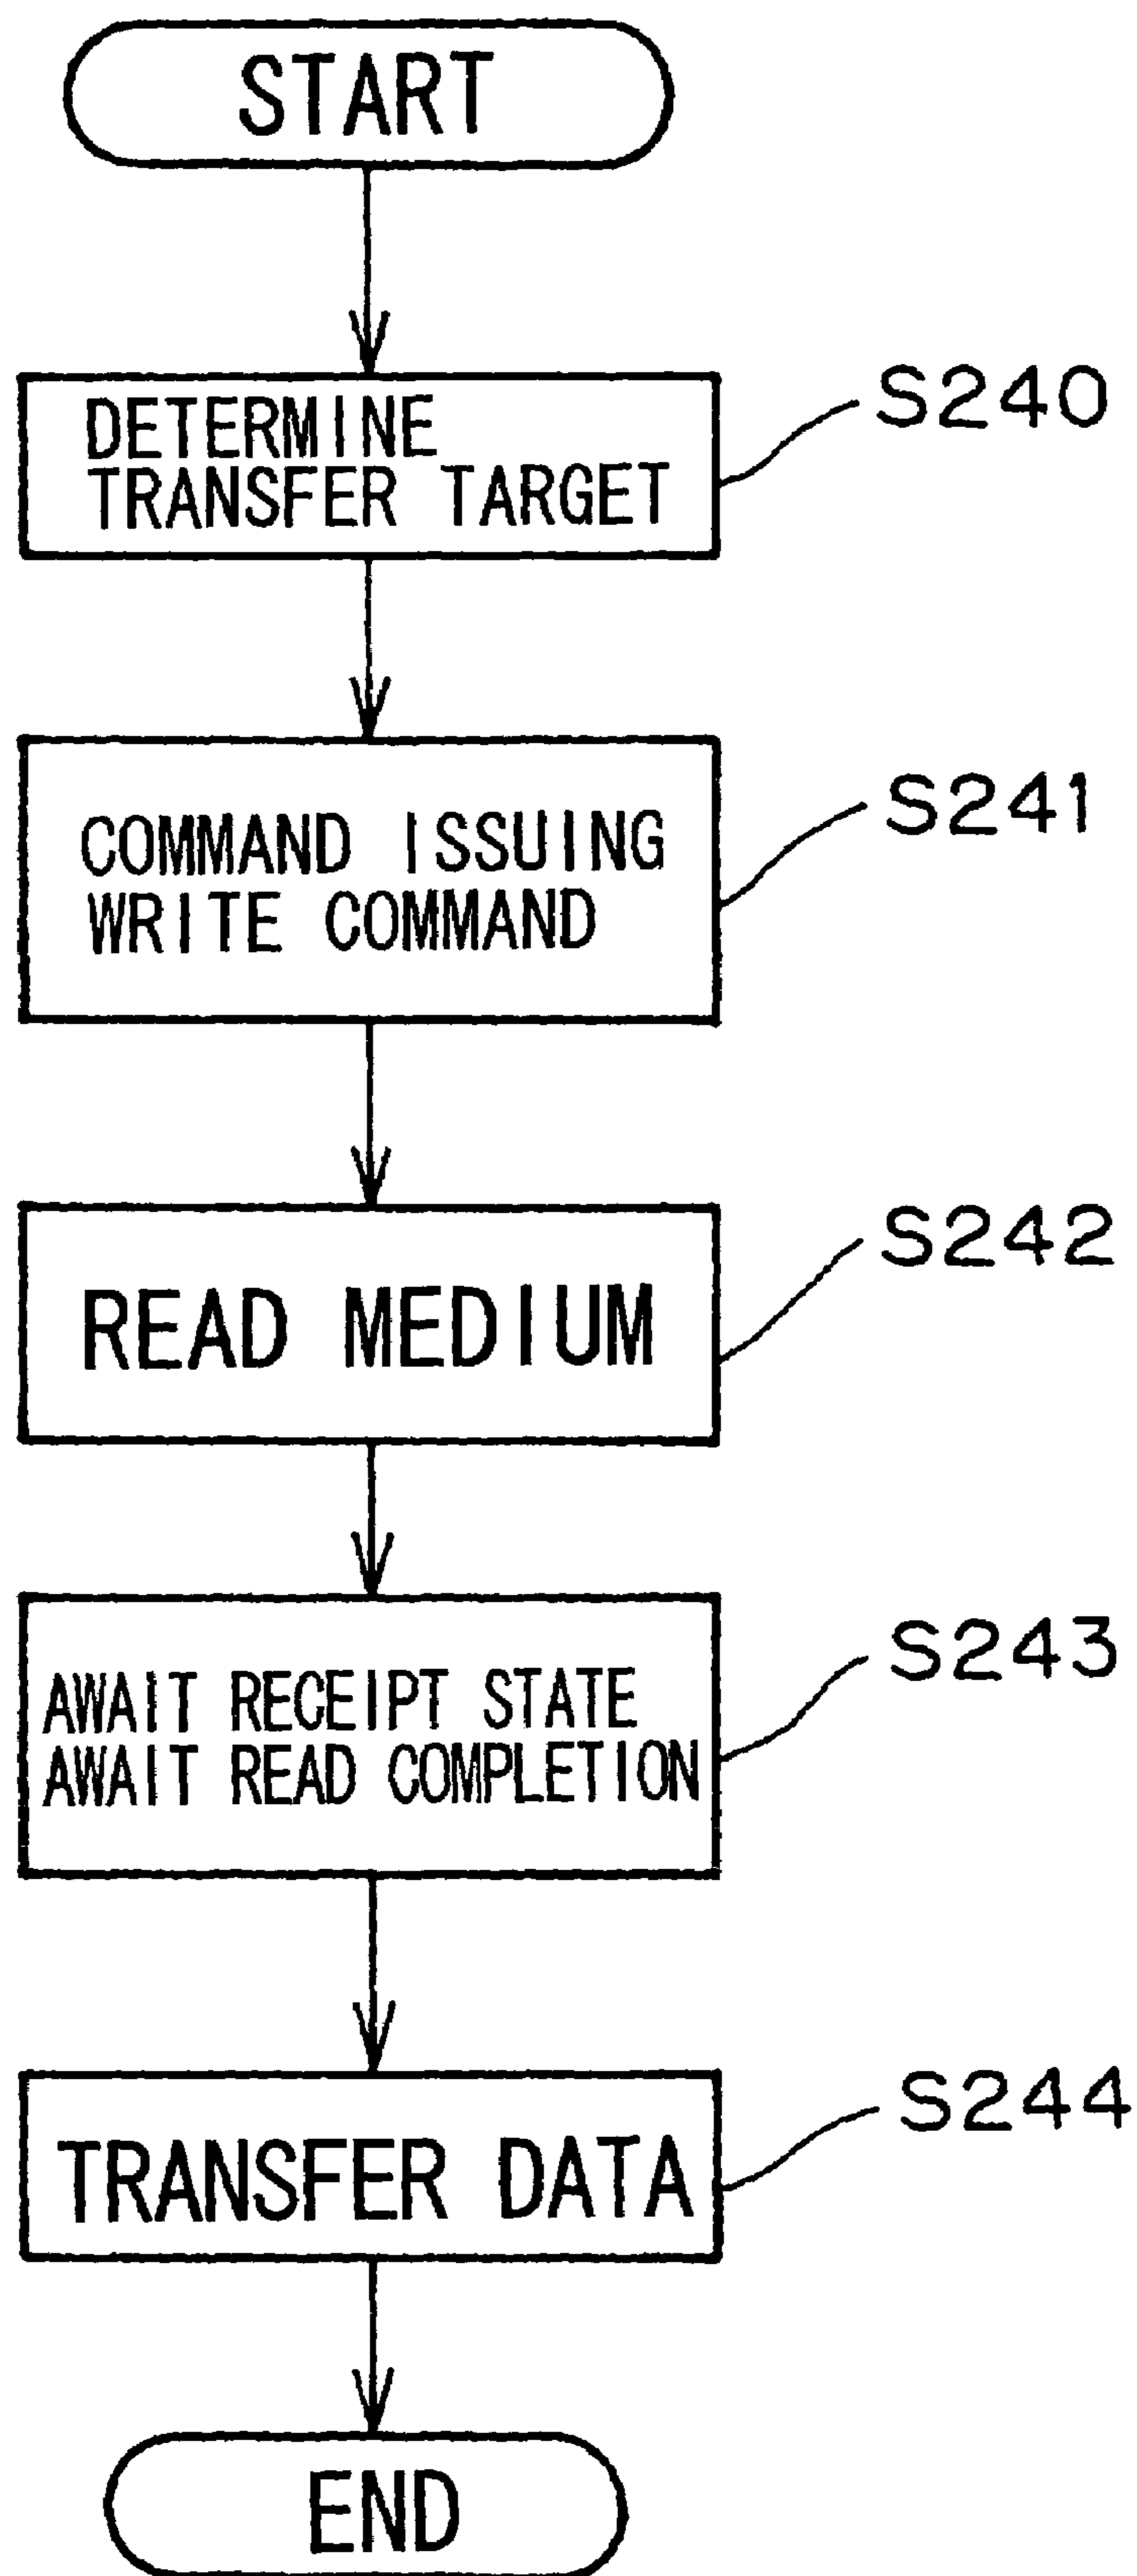 START
DETERMINE
TRANSFER TARGET
S240
COMMAND ISSUING
WRITE COMMAND
S241
READ MEDIUM
S242
AWAIT RECEIPT STATE
AWAIT READ COMPLETION
S243
TRANSFER DATA
S244
END